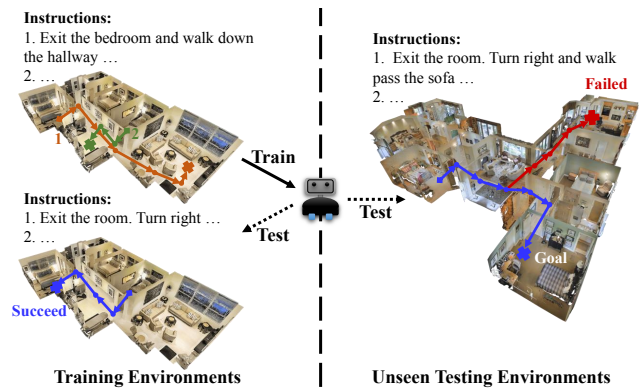 Instructions:
1. Exit the bedroom and walk down
the hallway …
2. …
1
2
Train
Instructions:
1. Exit the room. Turn right …
2. …
Test
Succeed
Training Environments
Instructions:
1. Exit the room. Turn right and walk
pass the sofa …
2. …
Failed
Test
Goal
Unseen Testing Environments